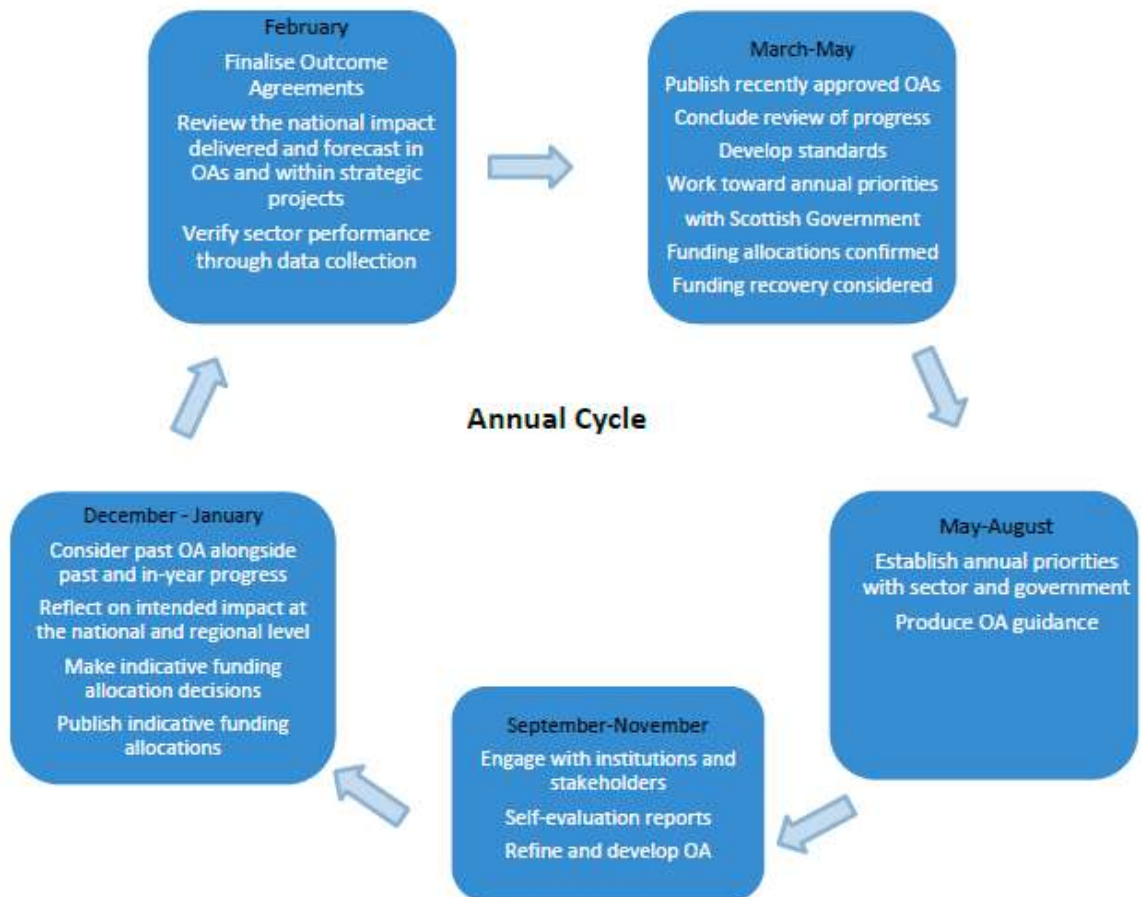 February
Finalise Outcome
Agreements
Review the national impact
delivered and forecast in
OAs and within strategic
projects
Verify sector performance
through data collection
March-May
Publish recently approved OAs
Conclude review of progress
Develop standards
Work toward annual priorities
with Scottish Government
Funding allocations confirmed
Funding recovery considered
Annual Cycle
May-August
Establish annual priorities
with sector and government
Produce OA guidance
September-November
Engage with institutions and
stakeholders
Self-evaluation reports
Refine and develop OA
December - January
Consider past OA alongside
past and in-year progress
Reflect on intended impact at
the national and regional level
Make indicative funding
allocation decisions
Publish indicative funding
allocations